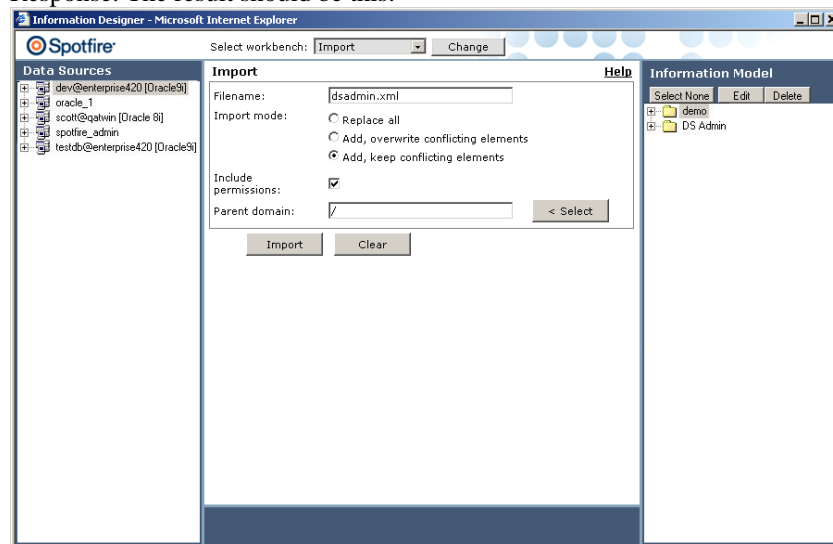 Response: The result should be this:
Information Designer - Microsoft Internet Explorer
Spotfire
Select workbench: Import Change
Data Sources
dev@enterprise420 [Oracle9i]
oracle_1
scott@qatwin [Oracle 8i]
spotfire_admin
testdb@enterprise420 [Oracle9i]
Import Help
Filename: dsadmin.xml
Import mode: Replace all
Add, overwrite conflicting elements
Add, keep conflicting elements
Include
permissions:
Parent domain: / < Select
Import Clear
Information Model
Select None Edit Delete
demo
DS Admin